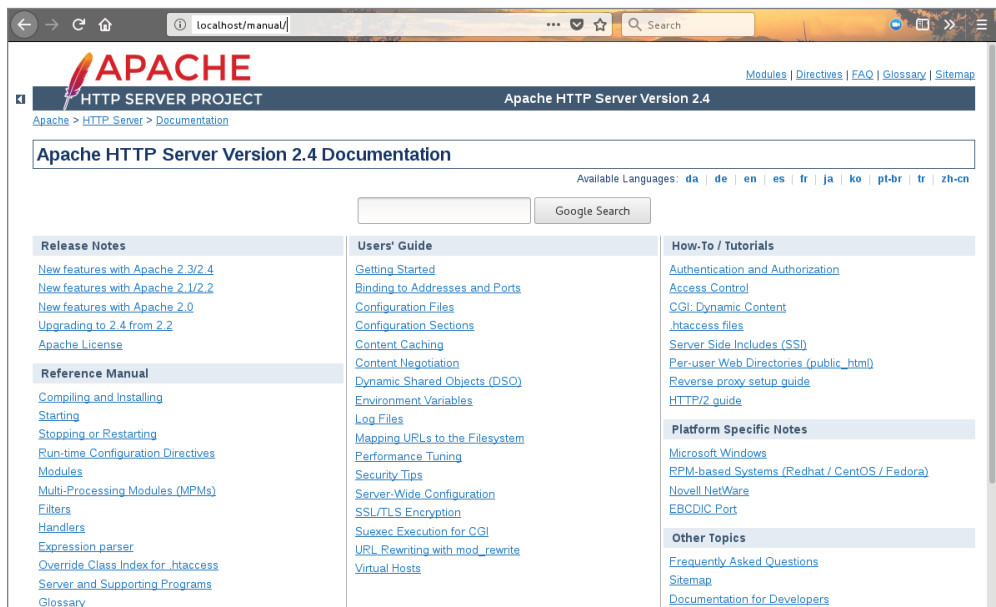 localhost/manual/
Search
APACHE
HTTP SERVER PROJECT
Modules | Directives | FAQ | Glossary | Sitemap
Apache HTTP Server Version 2.4
Apache > HTTP Server > Documentation
Apache HTTP Server Version 2.4 Documentation
Available Languages: da | de | en | es | fr | ja | ko | pt-br | tr | zh-cn
Google Search
Release Notes
New features with Apache 2.3/2.4
New features with Apache 2.1/2.2
New features with Apache 2.0
Upgrading to 2.4 from 2.2
Apache License
Reference Manual
Compiling and Installing
Starting
Stopping or Restarting
Run-time Configuration Directives
Modules
Multi-Processing Modules (MPMs)
Filters
Handlers
Expression parser
Override Class Index for .htaccess
Server and Supporting Programs
Glossary
Users' Guide
Getting Started
Binding to Addresses and Ports
Configuration Files
Configuration Sections
Content Caching
Content Negotiation
Dynamic Shared Objects (DSO)
Environment Variables
Log Files
Mapping URLs to the Filesystem
Performance Tuning
Security Tips
Server-Wide Configuration
SSL/TLS Encryption
Suexec Execution for CGI
URL Rewriting with mod_rewrite
Virtual Hosts
How-To / Tutorials
Authentication and Authorization
Access Control
CGI: Dynamic Content
.htaccess files
Server Side Includes (SSI)
Per-user Web Directories (public_html)
Reverse proxy setup guide
HTTP/2 guide
Platform Specific Notes
Microsoft Windows
RPM-based Systems (Redhat / CentOS / Fedora)
Novell NetWare
EBCDIC Port
Other Topics
Frequently Asked Questions
Sitemap
Documentation for Developers